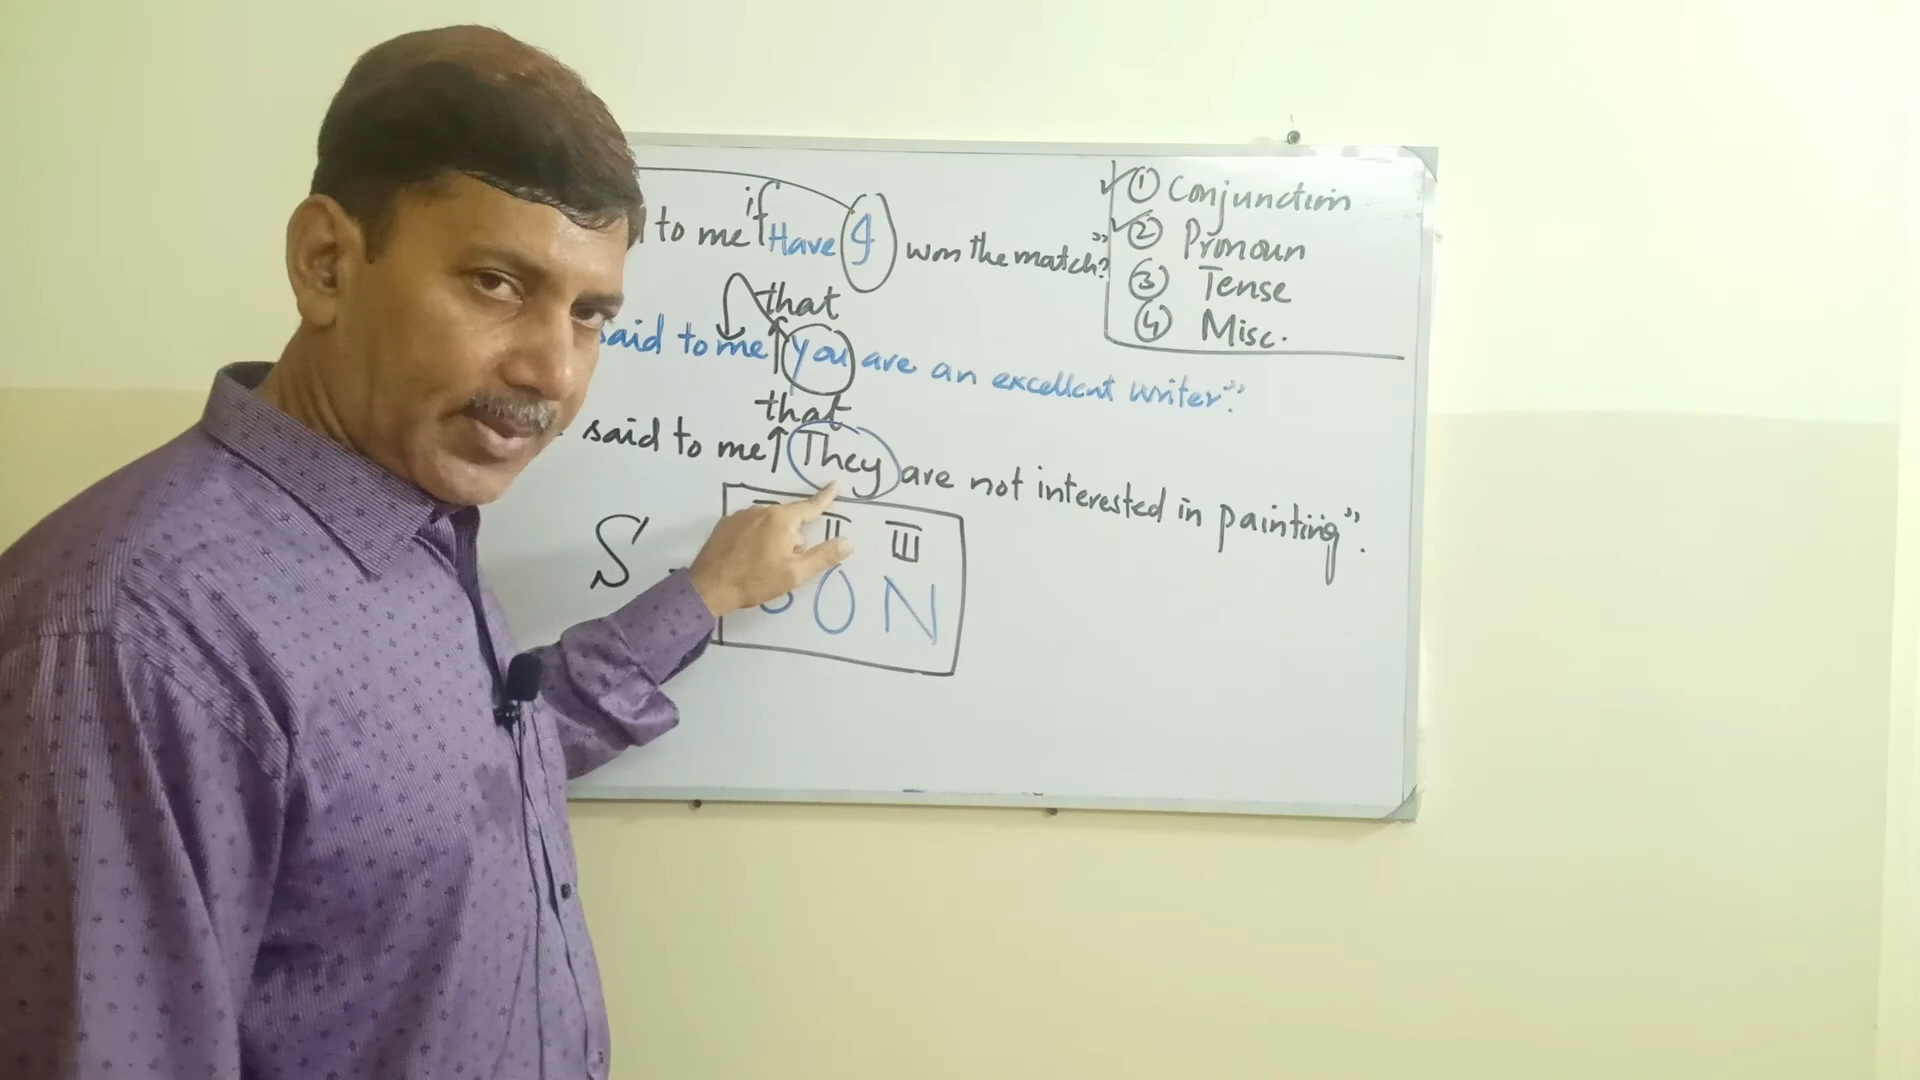 if
to me Have I won the match"?
that
said to me you are an excellent writer".
that
said to me They are not interested in painting".
① Conjunction
② Pronoun
③ Tense
④ Misc.
S
II III
O N